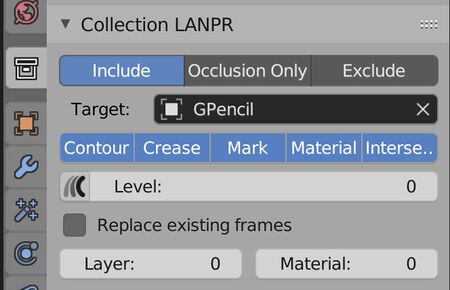 Collection LANPR
Include Occlusion Only Exclude
Target: GPencil
Contour Crease Mark Material Interse..
Level: 0
Replace existing frames
Layer: 0 Material: 0